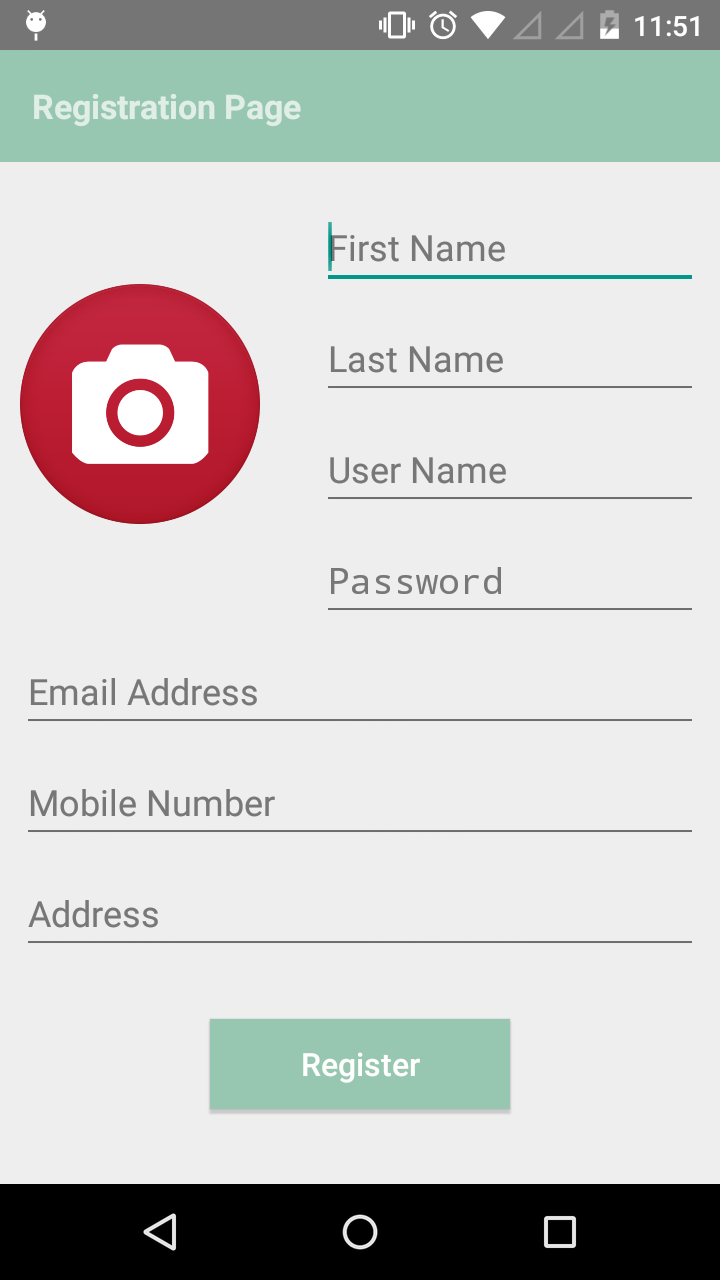 11:51
Registration Page
First Name
Last Name
User Name
Password
Email Address
Mobile Number
Address
Register